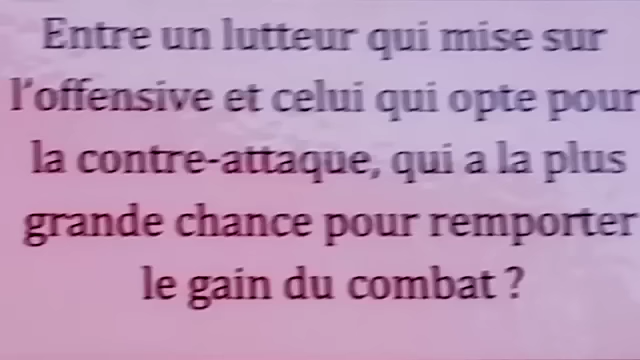 Entre un lutteur qui mise sur
l'offensive et celui qui opte pour
la contre-attaque, qui a la plus
grande chance pour remporter
le gain du combat ?